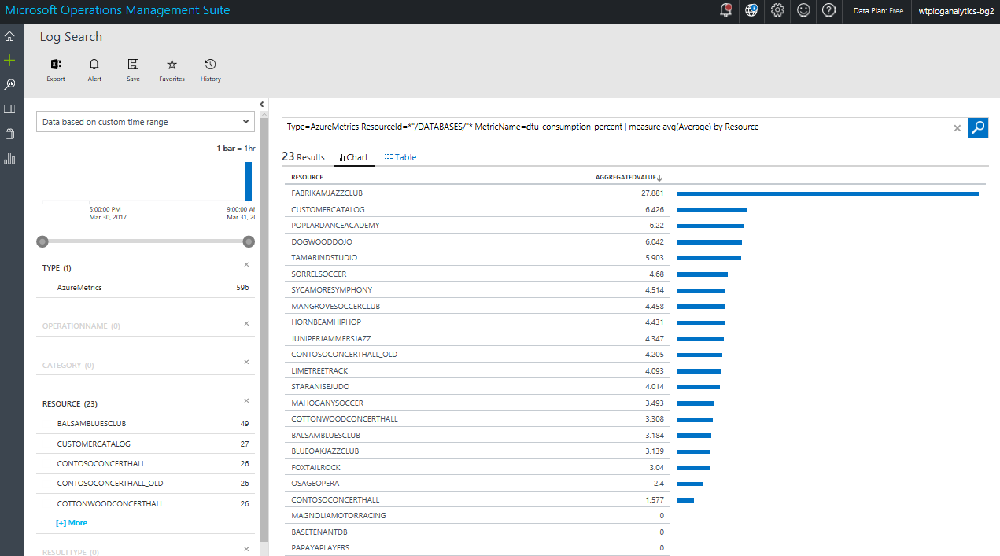 Microsoft Operations Management Suite
Data Plan: Free
wtploganalytics-bg2
Log Search
Export
Alert
Save
Favorites
History
Data based on custom time range
1 bar = 1hr
5:00:00 PM
Mar 30, 2017
9:00:00 AM
Mar 31, 2
TYPE (1)
AzureMetrics 596
OPERATIONNAME (0)
CATEGORY (0)
RESOURCE (23)
BALSAMBLUESCLUB 49
CUSTOMERCATALOG 27
CONTOSOCONCERTHALL 26
CONTOSOCONCERTHALL_OLD 26
COTTONWOODCONCERTHALL 26
[+] More
RESULTTYPE (0)
Type=AzureMetrics ResourceId=*"/DATABASES/"* MetricName=dtu_consumption_percent | measure avg(Average) by Resource
23 Results
Chart
Table
RESOURCE AGGREGATEDVALUE
FABRIKAMJAZZCLUB 27.881
CUSTOMERCATALOG 6.426
POPLARDANCEACADEMY 6.22
DOGWOODDOJO 6.042
TAMARINDSTUDIO 5.903
SORRELSOCCER 4.68
SYCAMORESYMPHONY 4.514
MANGROVESOCCERCLUB 4.458
HORNBEAMHIPHOP 4.431
JUNIPERJAMMERSJAZZ 4.347
CONTOSOCONCERTHALL_OLD 4.205
LIMETREETRACK 4.093
STARANISEJUDO 4.014
MAHOGANYSOCCER 3.493
COTTONWOODCONCERTHALL 3.308
BALSAMBLUESCLUB 3.184
BLUEOAKJAZZCLUB 3.139
FOXTAILROCK 3.04
OSAGEOPERA 2.4
CONTOSOCONCERTHALL 1.577
MAGNOLIAMOTORRACING 0
BASETENANTDB 0
PAPAYAPLAYERS 0